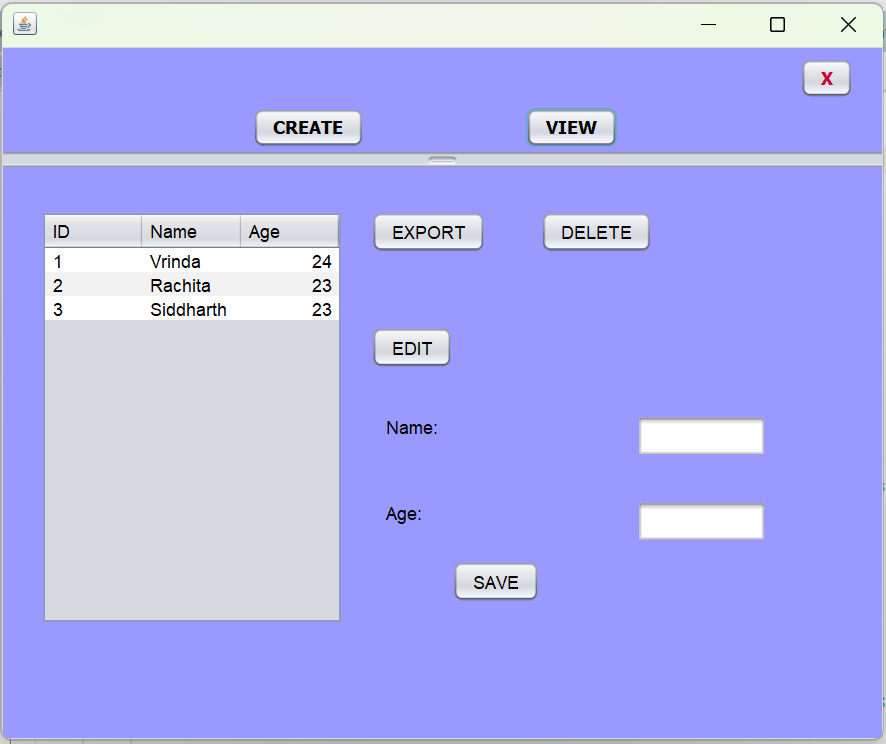 X
CREATE VIEW
ID Name Age
1 Vrinda 24
2 Rachita 23
3 Siddharth 23
EXPORT DELETE
EDIT
Name:
Age:
SAVE